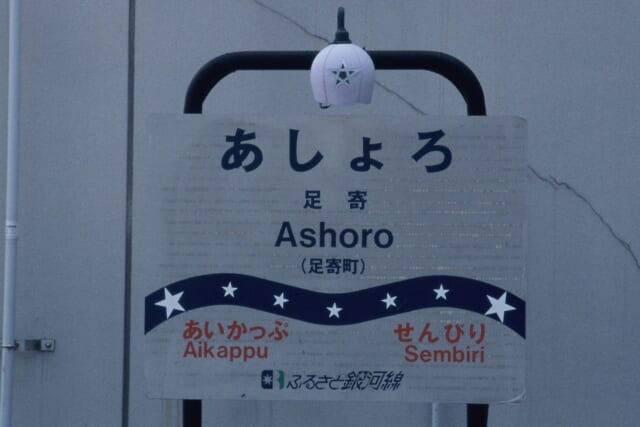 あしょろ
足寄
Ashoro
(足寄町)
あいかっぷ せんびり
Aikappu Sembiri
ふるさと銀河線